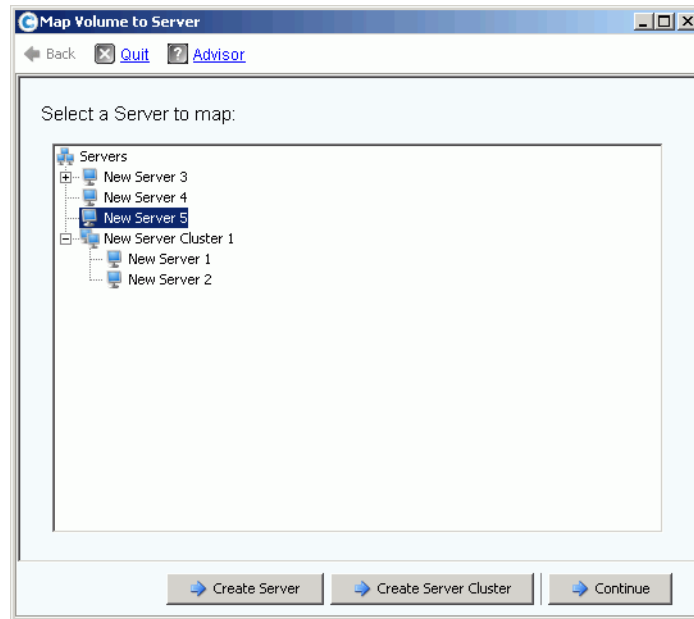 Map Volume to Server
Back Quit Advisor
Select a Server to map:
Servers
New Server 3
New Server 4
New Server 5
New Server Cluster 1
New Server 1
New Server 2
Create Server Create Server Cluster Continue